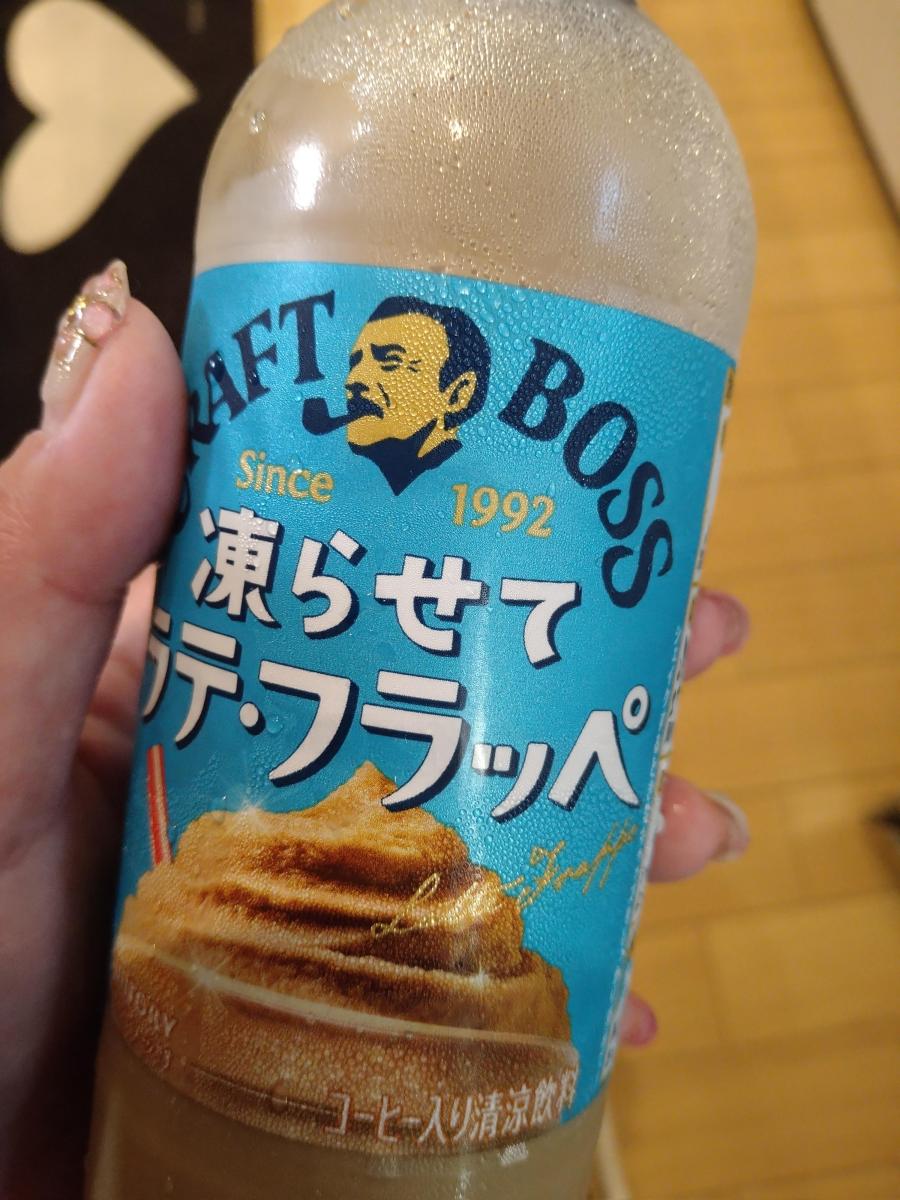 CRAFT BOSS
Since 1992
凍らせて
ラテ・フラッペ
コーヒー入り清涼飲料